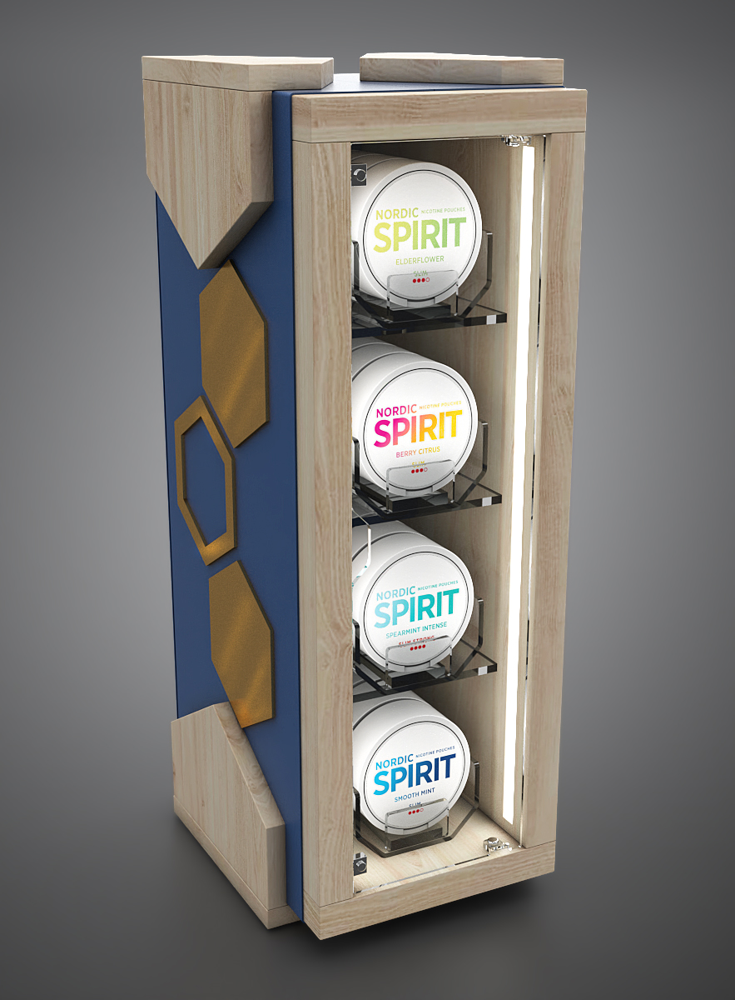 NORDIC NICOTINE POUCHES
SPIRIT
ELDERFLOWER
SLIM
NORDIC NICOTINE POUCHES
SPIRIT
BERRY CITRUS
SLIM
NORDIC NICOTINE POUCHES
SPIRIT
SPEARMINT INTENSE
SLIM STRONG
NORDIC NICOTINE POUCHES
SPIRIT
SMOOTH MINT
SLIM